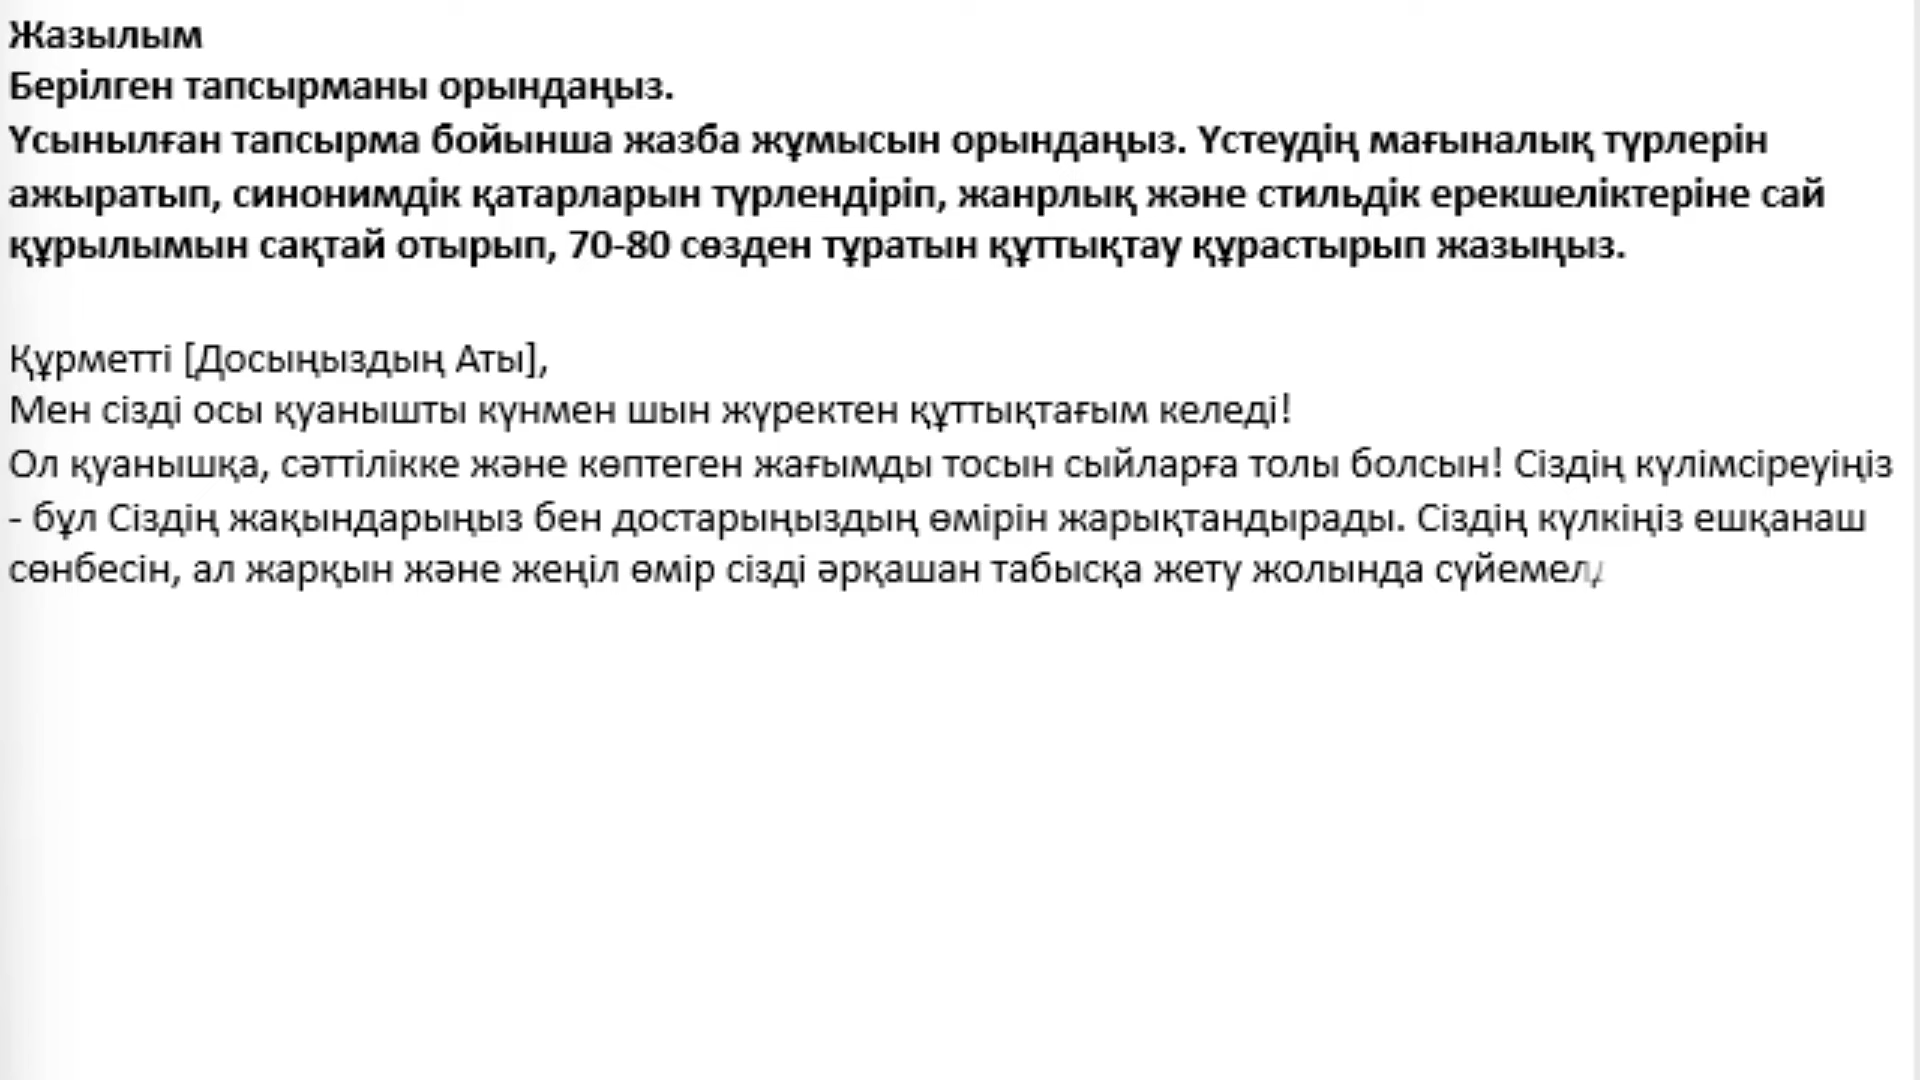 Жазылым
Берілген тапсырманы орындаңыз.
Ұсынылған тапсырма бойынша жазба жұмысын орындаңыз. Үстеудің мағыналық түрлерін
ажыратып, синонимдік қатарларын түрлендіріп, жанрлық және стильдік ерекшеліктеріне сай
құрылымын сақтай отырып, 70-80 сөзден тұратын құттықтау құрастырып жазыңыз.
Құрметті [Досыңыздың Аты],
Мен сізді осы қуанышты күнмен шын жүректен құттықтағым келеді!
Ол қуанышқа, сәттілікке және көптеген жағымды тосын сыйларға толы болсын! Сіздің күлімсіреуіңіз
- бұл Сіздің жақындарыңыз бен достарыңыздың өмірін жарықтандырады. Сіздің күлкіңіз ешқанаш
сөнбесін, ал жарқын және жеңіл өмір сізді әрқашан табысқа жету жолында